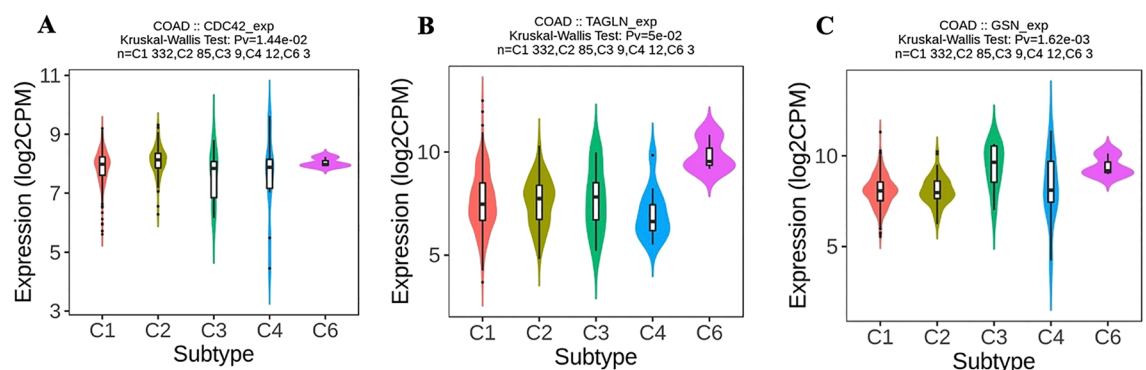 A
COAD :: CDC42_exp
Kruskal-Wallis Test: Pv=1.44e-02
n=C1 332,C2 85,C3 9,C4 12,C6 3
Expression (log2CPM)
11
9
7
5
3
C1 C2 C3 C4 C6
Subtype
B
COAD :: TAGLN_exp
Kruskal-Wallis Test: Pv=5e-02
n=C1 332,C2 85,C3 9,C4 12,C6 3
Expression (log2CPM)
10
5
C1 C2 C3 C4 C6
Subtype
C
COAD :: GSN_exp
Kruskal-Wallis Test: Pv=1.62e-03
n=C1 332,C2 85,C3 9,C4 12,C6 3
Expression (log2CPM)
10
5
C1 C2 C3 C4 C6
Subtype